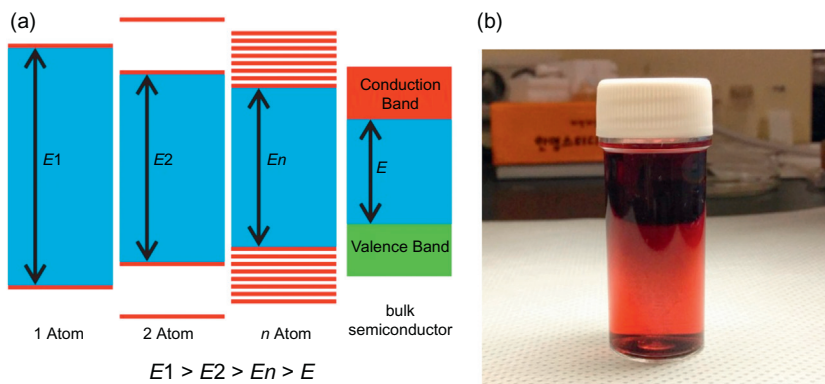 (a)
E1
1 Atom
E2
2 Atom
En
n Atom
Conduction
Band
E
Valence Band
bulk
semiconductor
E1 > E2 > En > E
(b)